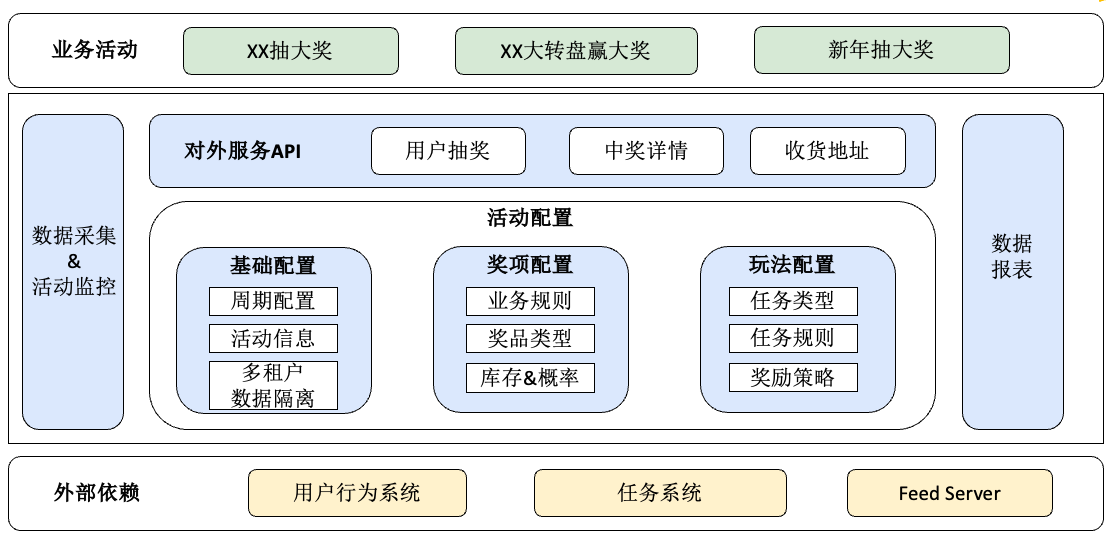 业务活动
XX抽大奖
XX大转盘赢大奖
新年抽大奖
数据采集
&
活动监控
对外服务API
用户抽奖
中奖详情
收货地址
活动配置
基础配置
周期配置
活动信息
多租户
数据隔离
奖项配置
业务规则
奖品类型
库存&概率
玩法配置
任务类型
任务规则
奖励策略
数据
报表
外部依赖
用户行为系统
任务系统
Feed Server